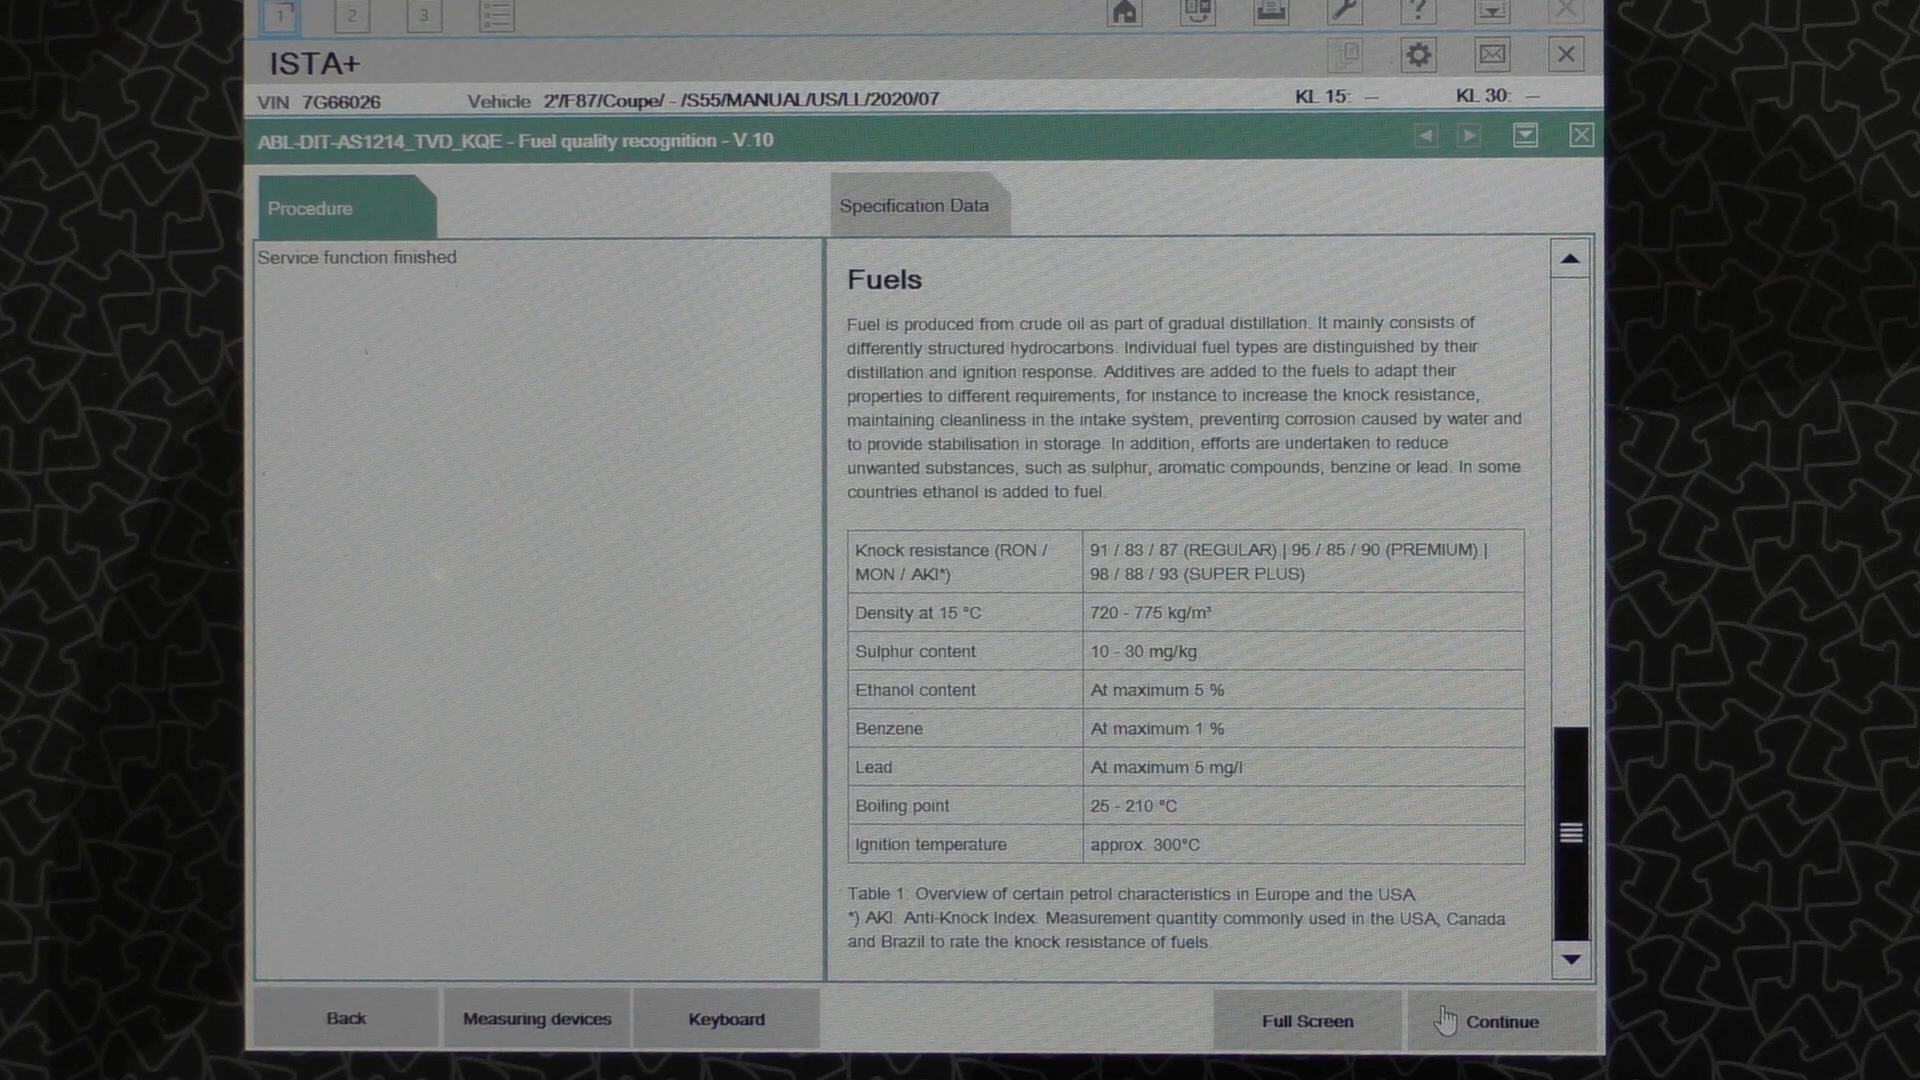 1 2 3
?
ISTA+
VIN 7G66026 Vehicle 2'/F87/Coupe/ - /S55/MANUAL/US/LL/2020/07 KL 15: — KL 30: —
ABL-DIT-AS1214_TVD_KQE - Fuel quality recognition - V.10
Procedure
Specification Data
Service function finished
Fuels
Fuel is produced from crude oil as part of gradual distillation. It mainly consists of
differently structured hydrocarbons. Individual fuel types are distinguished by their
distillation and ignition response. Additives are added to the fuels to adapt their
properties to different requirements, for instance to increase the knock resistance,
maintaining cleanliness in the intake system, preventing corrosion caused by water and
to provide stabilisation in storage. In addition, efforts are undertaken to reduce
unwanted substances, such as sulphur, aromatic compounds, benzine or lead. In some
countries ethanol is added to fuel.
Knock resistance (RON / 91 / 83 / 87 (REGULAR) | 95 / 85 / 90 (PREMIUM) |
MON / AKI*) 98 / 88 / 93 (SUPER PLUS)
Density at 15 °C 720 - 775 kg/m³
Sulphur content 10 - 30 mg/kg
Ethanol content At maximum 5 %
Benzene At maximum 1 %
Lead At maximum 5 mg/l
Boiling point 25 - 210 °C
Ignition temperature approx. 300°C
Table 1: Overview of certain petrol characteristics in Europe and the USA
*) AKI: Anti-Knock Index. Measurement quantity commonly used in the USA, Canada
and Brazil to rate the knock resistance of fuels.
Back Measuring devices Keyboard Full Screen Continue